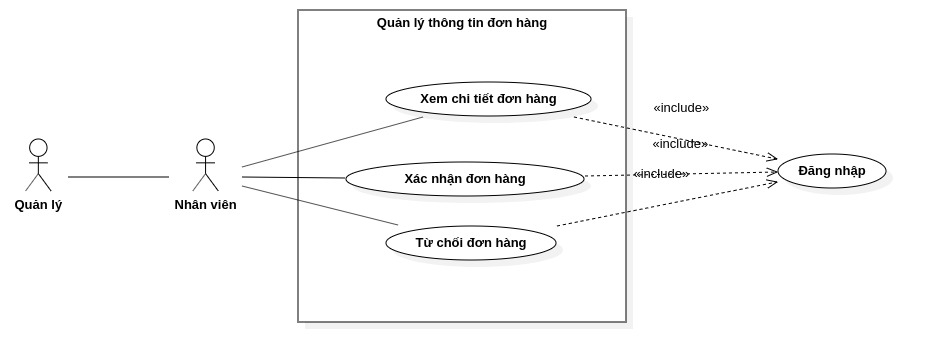 Quản lý thông tin đơn hàng
Xem chi tiết đơn hàng
«include»
«include»
Xác nhận đơn hàng
«include»
Đăng nhập
Quản lý
Nhân viên
Từ chối đơn hàng